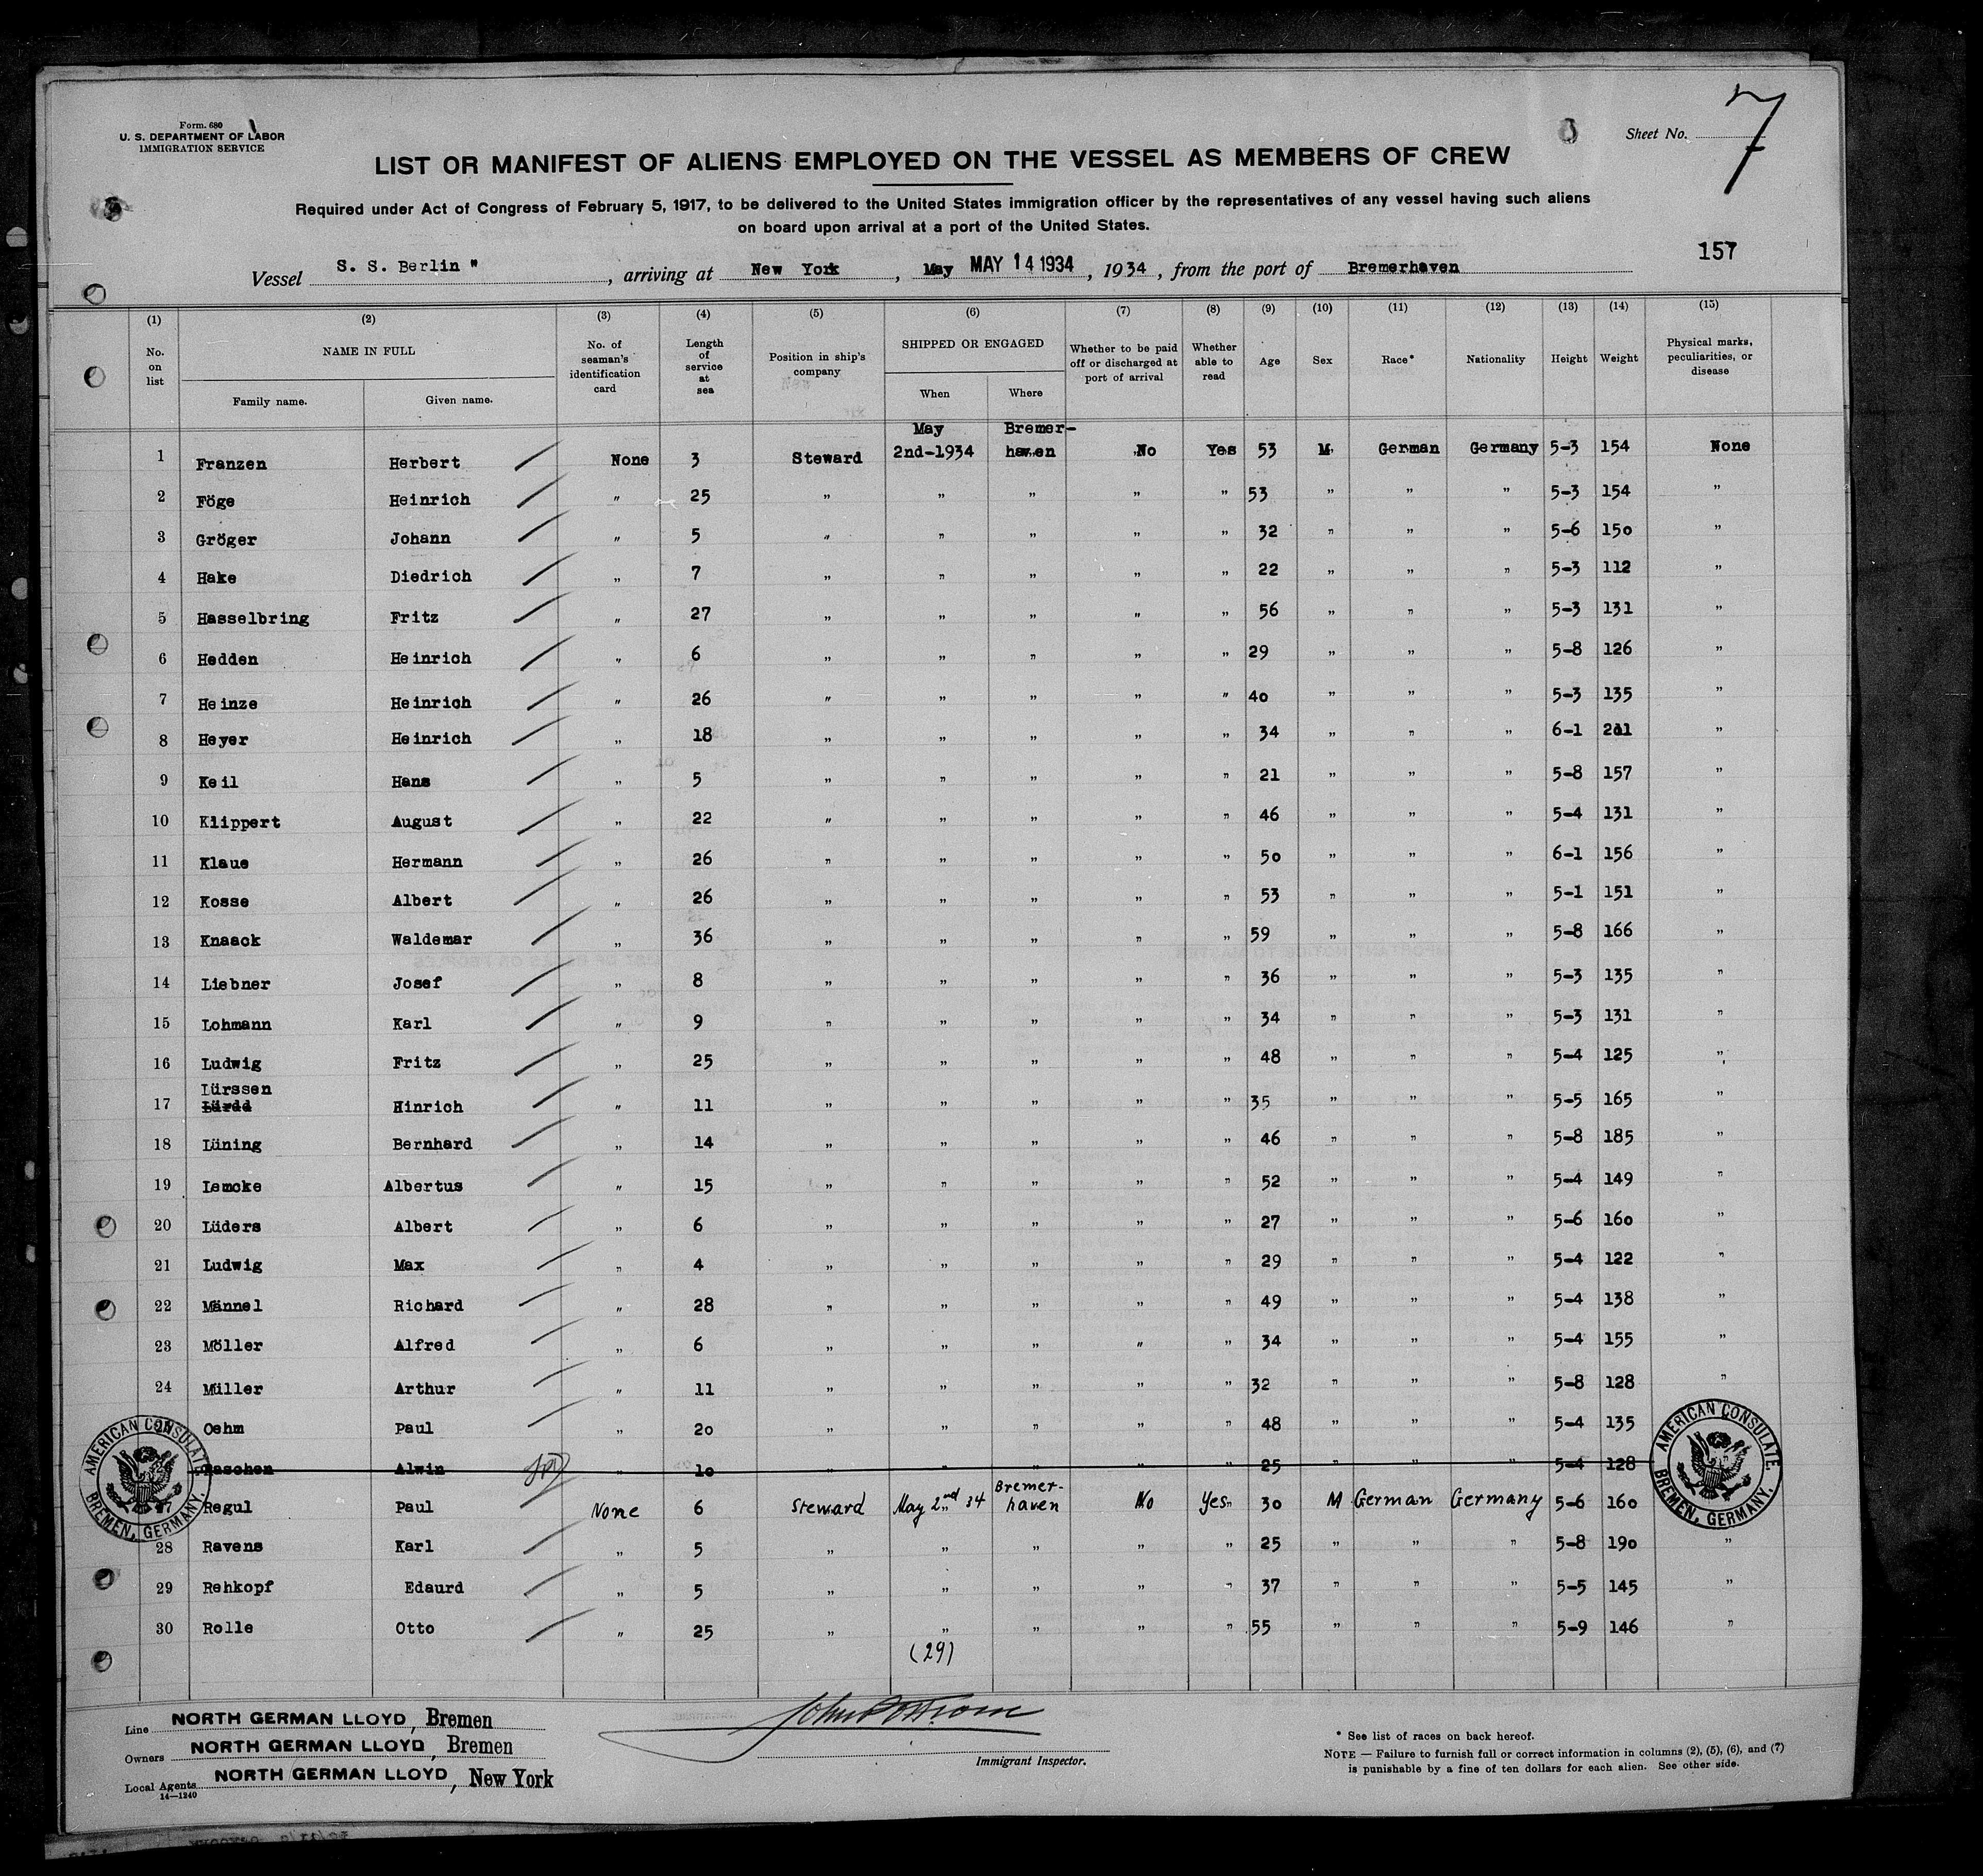 Form. 680
U. S. DEPARTMENT OF LABOR
IMMIGRATION SERVICE
Sheet No. 7
LIST OR MANIFEST OF ALIENS EMPLOYED ON THE VESSEL AS MEMBERS OF CREW
Required under Act of Congress of February 5, 1917, to be delivered to the United States immigration officer by the representatives of any vessel having such aliens
on board upon arrival at a port of the United States.
157
Vessel S. S. Berlin " , arriving at New York , May MAY 14 1934 , 1934 , from the port of Bremerhaven
(1) (2) (3) (4) (5) (6) (7) (8) (9) (10) (11) (12) (13) (14) (15)
No. on list NAME IN FULL Family name. Given name. No. of seaman's identification card Length of service at sea Position in ship's company SHIPPED OR ENGAGED When Where Whether to be paid off or discharged at port of arrival Whether able to read Age Sex Race* Nationality Height Weight Physical marks, peculiarities, or disease
1 Franzen Herbert None 3 Steward May 2nd-1934 Bremer-haven No Yes 53 M. German Germany 5-3 154 None
2 Föge Heinrich " 25 " " " " " 53 " " " 5-3 154 "
3 Gröger Johann " 5 " " " " " 32 " " " 5-6 150 "
4 Hake Diedrich " 7 " " " " " 22 " " " 5-3 112 "
5 Hasselbring Fritz " 27 " " " " " 56 " " " 5-3 131 "
6 Hedden Heinrich " 6 " " " " " 29 " " " 5-8 126 "
7 Heinze Heinrich " 26 " " " " " 40 " " " 5-3 135 "
8 Heyer Heinrich " 18 " " " " " 34 " " " 6-1 "
9 Keil Hans " 5 " " " " " 21 " " " 5-8 157 "
10 Klippert August " 22 " " " " " 46 " " " 5-4 131 "
11 Klaue Hermann " 26 " " " " " 50 " " " 6-1 156 "
12 Kosse Albert " 26 " " " " " 53 " " " 5-1 151 "
13 Knaack Waldemar " 36 " " " " " 59 " " " 5-8 166 "
14 Liebner Josef " 8 " " " " " 36 " " " 5-3 135 "
15 Lohmann Karl " 9 " " " " " 34 " " " 5-3 131 "
16 Ludwig Fritz " 25 " " " " " 48 " " " 5-4 125 "
Lürssen
17 Lürdd Hinrich " 11 " " " " " 35 " " " 5-5 165 "
18 Lüning Bernhard " 14 " " " " " 46 " " " 5-8 185 "
19 Lemcke Albertus " 15 " " " " " 52 " " " 5-4 149 "
20 Lüders Albert " 6 " " " " " 27 " " " 5-6 160 "
21 Ludwig Max " 4 " " " " " 29 " " " 5-4 122 "
22 Männel Richard " 28 " " " " " 49 " " " 5-4 138 "
23 Möller Alfred " 6 " " " " " 34 " " " 5-4 155 "
24 Müller Arthur " 11 " " " " " 32 " " " 5-8 128 "
Oehm Paul " 20 " " " " " 48 " " " 5-4 135
Raschen Alwin " 10 " " " " " 25 " " " 5-4 128
Regul Paul None 6 Steward May 2nd 34 Bremer-haven No Yes 30 M German Germany 5-6 160
28 Ravens Karl " 5 " " " " " 25 " " " 5-8 190 "
29 Rehkopf Edaurd " 5 " " " " " 37 " " " 5-5 145 "
30 Rolle Otto " 25 " " " " " 55 " " " 5-9 146 "
(29)
AMERICAN CONSULATE. BREMEN, GERMANY.
AMERICAN CONSULATE. BREMEN, GERMANY.
Line NORTH GERMAN LLOYD, Bremen
Owners NORTH GERMAN LLOYD, Bremen
Local Agents NORTH GERMAN LLOYD, New York
14—1240
Immigrant Inspector.
* See list of races on back hereof.
NOTE — Failure to furnish full or correct information in columns (2), (5), (6), and (7)
is punishable by a fine of ten dollars for each alien. See other side.